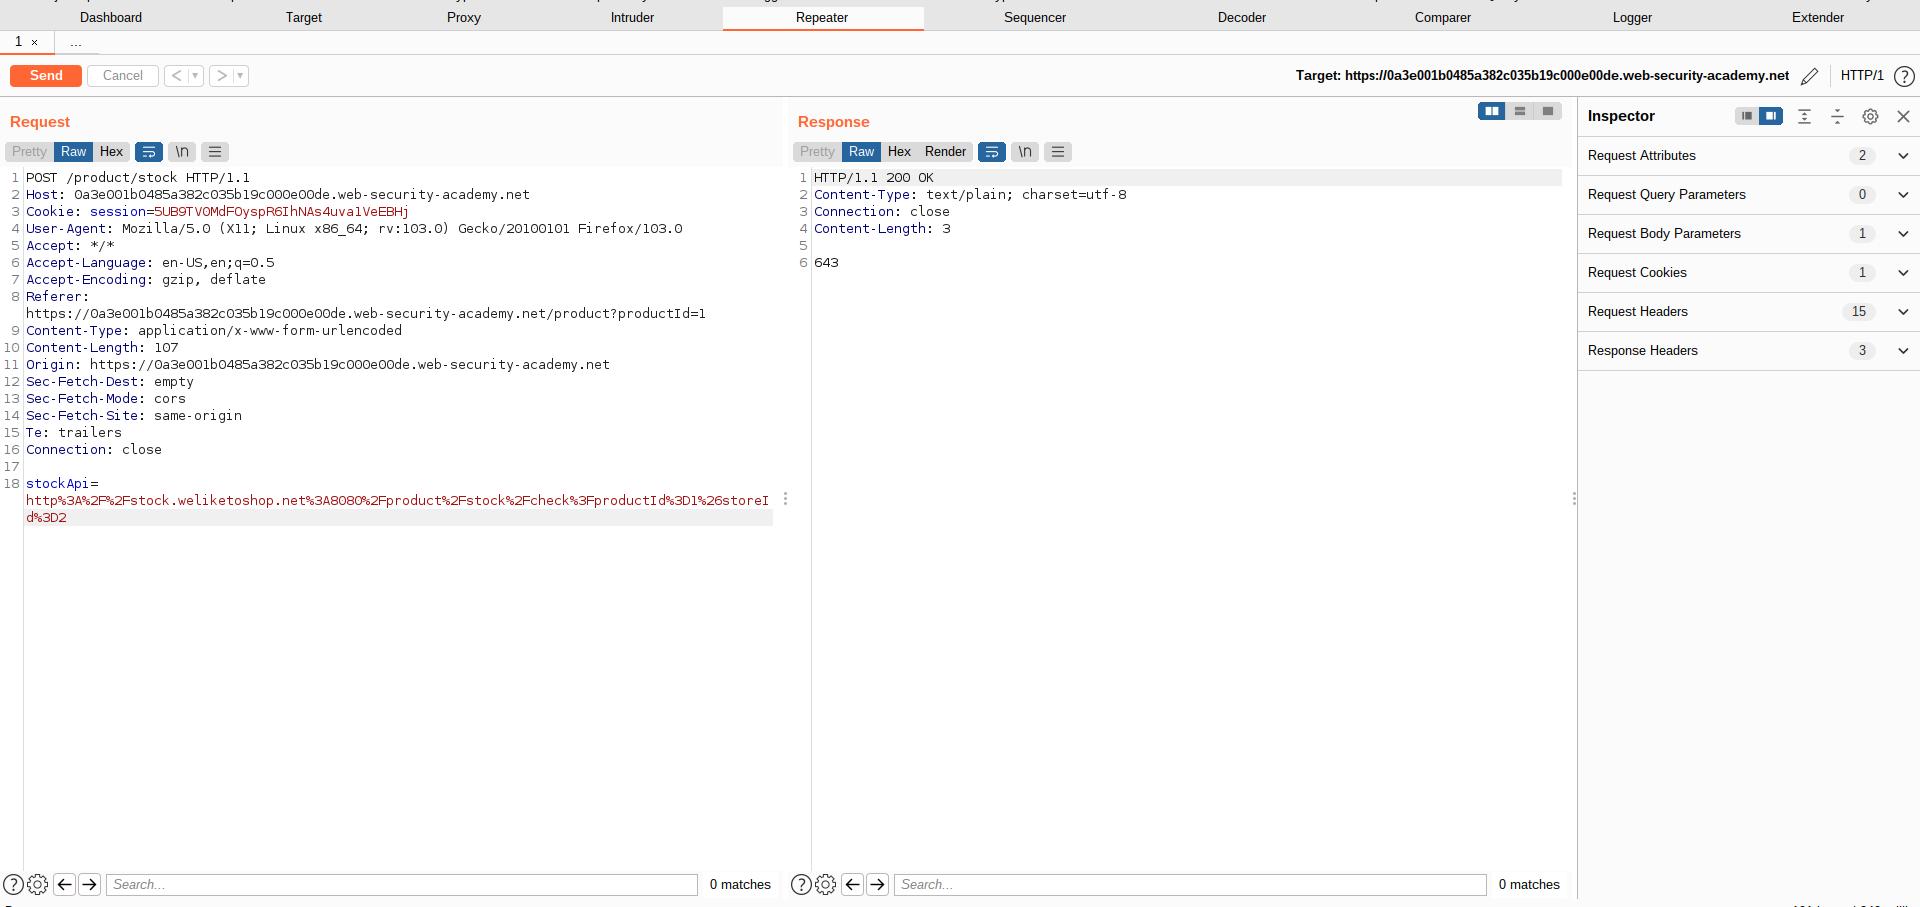 Dashboard Target Proxy Intruder Repeater Sequencer Decoder Comparer Logger Extender
1 × ...
Send Cancel < ▾ > ▾ Target: https://0a3e001b0485a382c035b19c000e00de.web-security-academy.net HTTP/1 ?
Request
Pretty Raw Hex \n
1 POST /product/stock HTTP/1.1
2 Host: 0a3e001b0485a382c035b19c000e00de.web-security-academy.net
3 Cookie: session=5UB9TV0MdFOyspR6IhNAs4uva1VeEBHj
4 User-Agent: Mozilla/5.0 (X11; Linux x86_64; rv:103.0) Gecko/20100101 Firefox/103.0
5 Accept: */*
6 Accept-Language: en-US,en;q=0.5
7 Accept-Encoding: gzip, deflate
8 Referer:
https://0a3e001b0485a382c035b19c000e00de.web-security-academy.net/product?productId=1
9 Content-Type: application/x-www-form-urlencoded
10 Content-Length: 107
11 Origin: https://0a3e001b0485a382c035b19c000e00de.web-security-academy.net
12 Sec-Fetch-Dest: empty
13 Sec-Fetch-Mode: cors
14 Sec-Fetch-Site: same-origin
15 Te: trailers
16 Connection: close
17
18 stockApi=
http%3A%2F%2Fstock.weliketoshop.net%3A8080%2Fproduct%2Fstock%2Fcheck%3FproductId%3D1%26storeI
d%3D2
? Search... 0 matches
Response
Pretty Raw Hex Render \n
1 HTTP/1.1 200 OK
2 Content-Type: text/plain; charset=utf-8
3 Connection: close
4 Content-Length: 3
5
6 643
? Search... 0 matches
Inspector
Request Attributes 2
Request Query Parameters 0
Request Body Parameters 1
Request Cookies 1
Request Headers 15
Response Headers 3